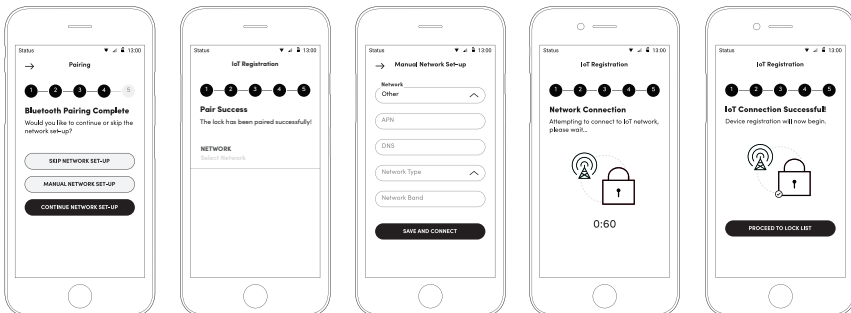 Status 13:00
Pairing
1 2 3 4 5
Bluetooth Pairing Complete
Would you like to continue or skip the
network set-up?
SKIP NETWORK SET-UP
MANUAL NETWORK SET-UP
CONTINUE NETWORK SET-UP
Status 13:00
IoT Registration
1 2 3 4 5
Pair Success
The lock has been paired successfully!
NETWORK
Select Network
Status 13:00
Manual Network Set-up
Network
Other
APN
DNS
Network Type
Network Band
SAVE AND CONNECT
Status 13:00
IoT Registration
1 2 3 4 5
Network Connection
Attempting to connect to IoT network,
please wait...
0:60
Status 13:00
IoT Registration
1 2 3 4 5
IoT Connection Successful!
Device registration will now begin.
PROCEED TO LOCK LIST